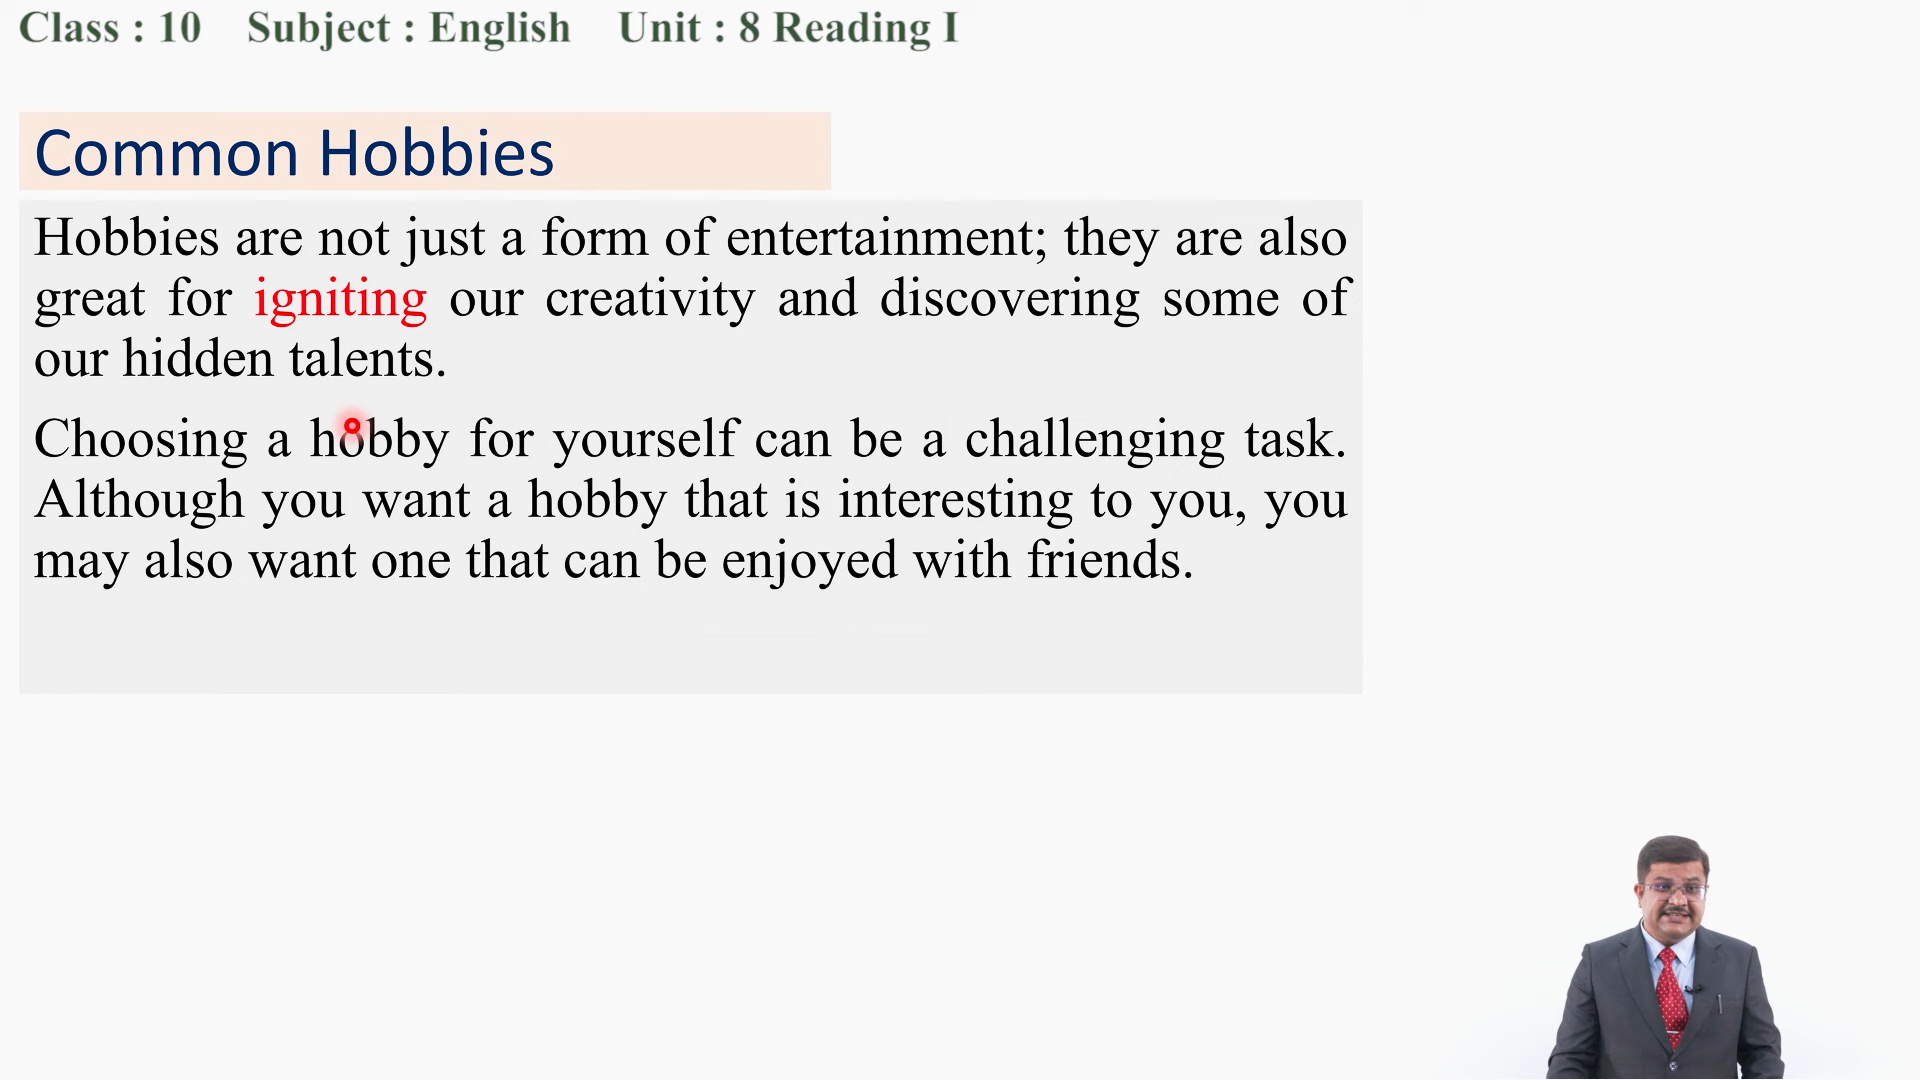 Class : 10 Subject : English Unit : 8 Reading I
Common Hobbies
Hobbies are not just a form of entertainment; they are also
great for igniting our creativity and discovering some of
our hidden talents.
Choosing a hobby for yourself can be a challenging task.
Although you want a hobby that is interesting to you, you
may also want one that can be enjoyed with friends.